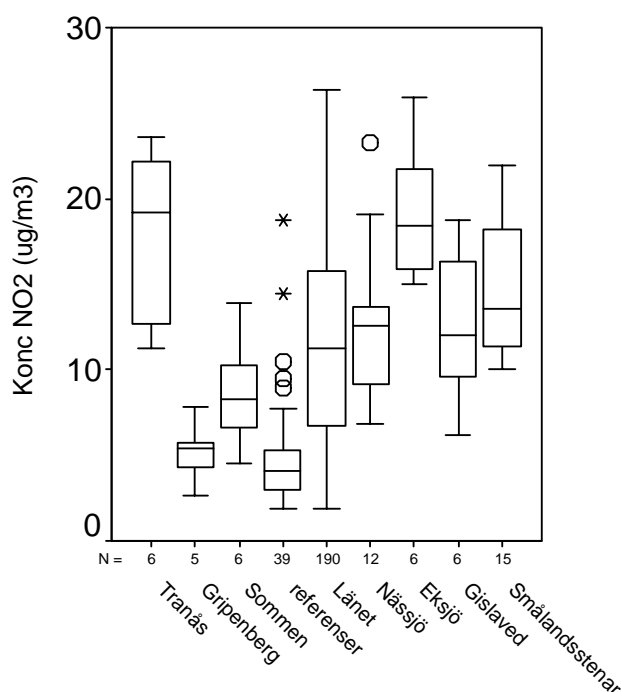 30
20
10
0
Konc NO2 (ug/m3)
N = 6 5 6 39 190 12 6 6 15
Tranås
Gripenberg
Sommen
referenser
Länet
Nässjö
Eksjö
Gislaved
Smålandsstenar